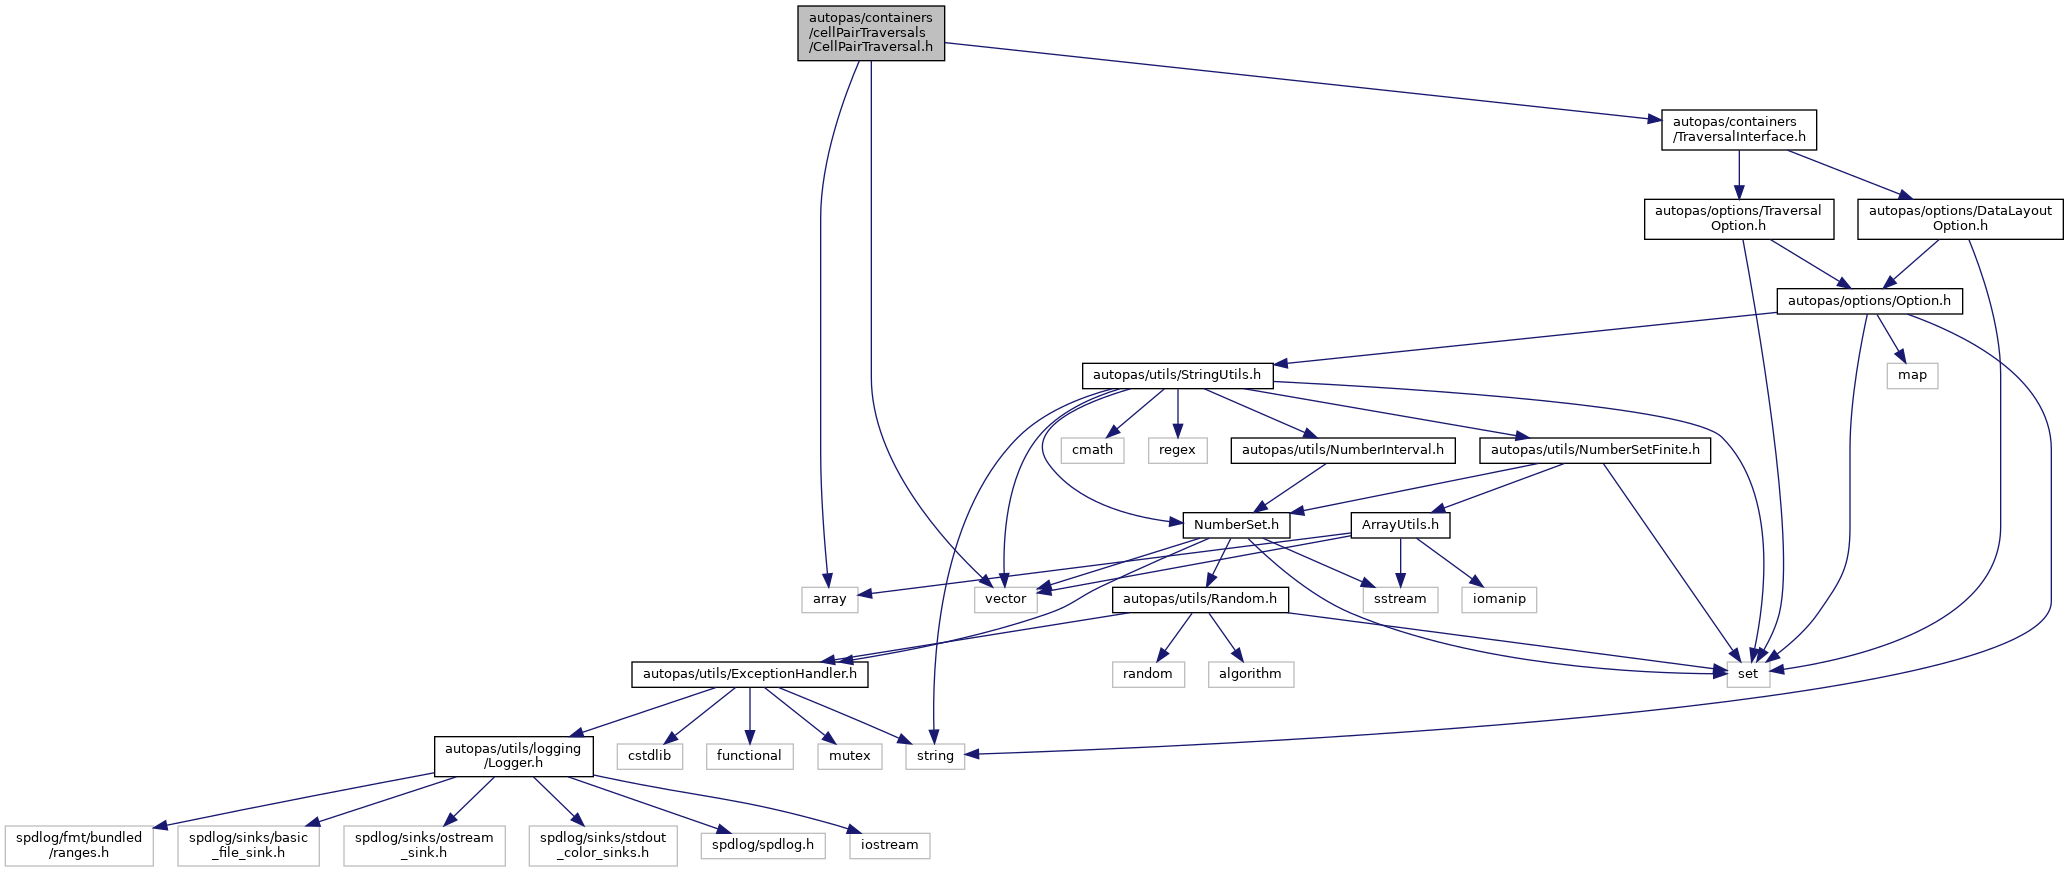 autopas/containers
/cellPairTraversals
/CellPairTraversal.h
autopas/containers
/TraversalInterface.h
autopas/options/Traversal
Option.h
autopas/options/DataLayout
Option.h
autopas/options/Option.h
autopas/utils/StringUtils.h
map
cmath
regex
autopas/utils/NumberInterval.h
autopas/utils/NumberSetFinite.h
NumberSet.h
ArrayUtils.h
array
vector
autopas/utils/Random.h
sstream
iomanip
autopas/utils/ExceptionHandler.h
random
algorithm
set
autopas/utils/logging
/Logger.h
cstdlib
functional
mutex
string
spdlog/fmt/bundled
/ranges.h
spdlog/sinks/basic
_file_sink.h
spdlog/sinks/ostream
_sink.h
spdlog/sinks/stdout
_color_sinks.h
spdlog/spdlog.h
iostream